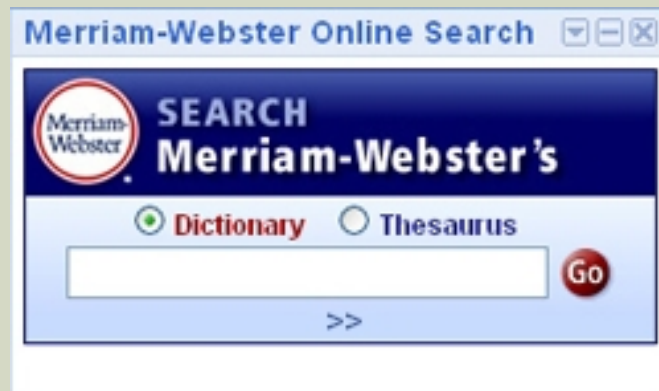 Merriam-Webster Online Search
Merriam-
Webster
SEARCH
Merriam-Webster's
Dictionary Thesaurus
Go
>>